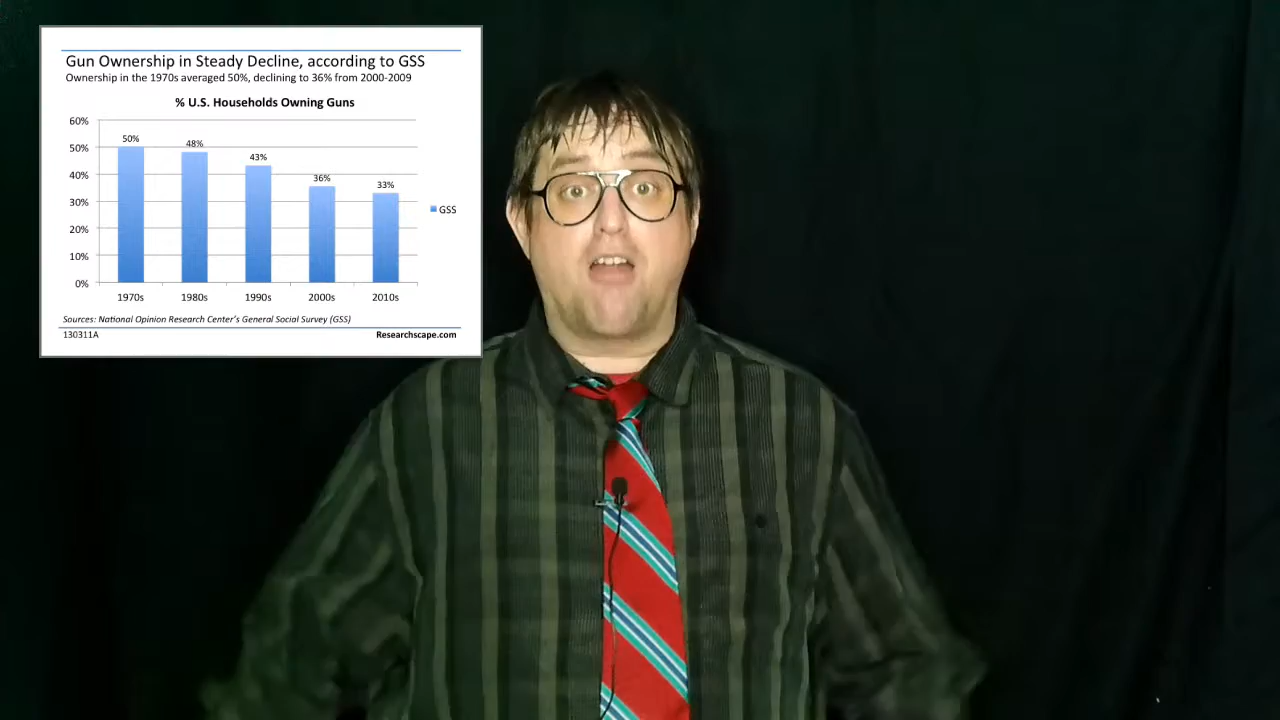 Gun Ownership in Steady Decline, according to GSS
Ownership in the 1970s averaged 50%, declining to 36% from 2000-2009
% U.S. Households Owning Guns
60%
50%
40%
30%
20%
10%
0%
50%
48%
43%
36%
33%
GSS
1970s 1980s 1990s 2000s 2010s
Sources: National Opinion Research Center's General Social Survey (GSS)
130311A Researchscape.com